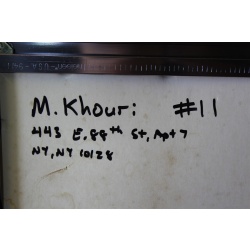 M. Khouri #11
443 E. 88th St, Apt 7
NY, NY 10128